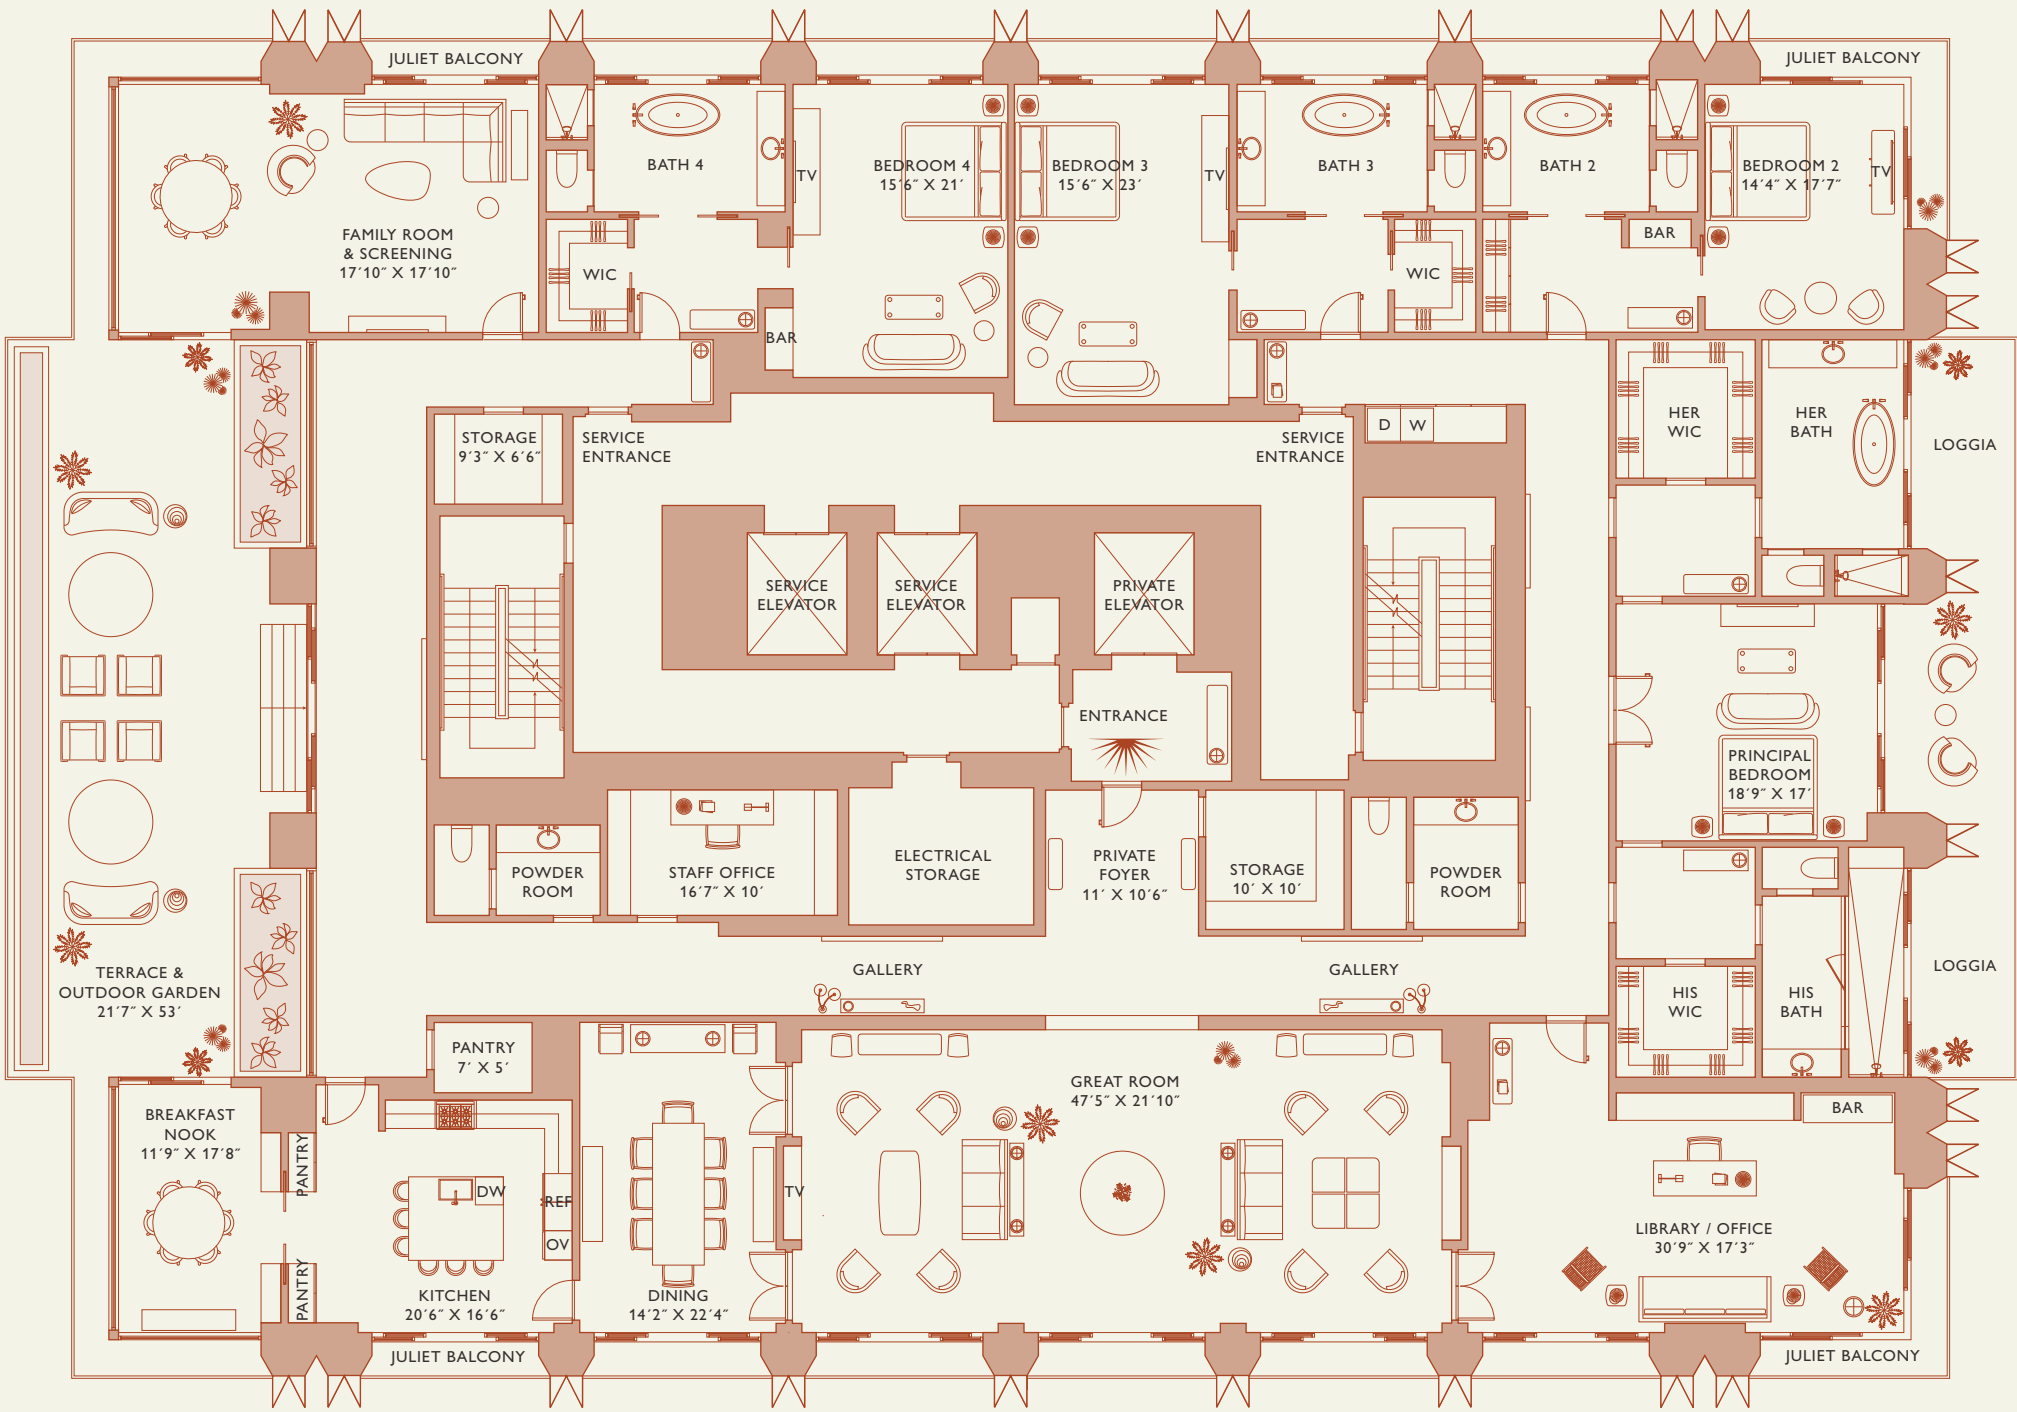 JULIET BALCONY
JULIET BALCONY
BATH 4
TV
BEDROOM 4
15´6˝ X 21´
BEDROOM 3
15´6˝ X 23´
TV
BATH 3
BATH 2
BEDROOM 2
14´4˝ X 17´7˝
TV
FAMILY ROOM
& SCREENING
17´10˝ X 17´10˝
WIC
WIC
BAR
BAR
STORAGE
9´3˝ X 6´6˝
SERVICE
ENTRANCE
SERVICE
ENTRANCE
D
W
HER
WIC
HER
BATH
LOGGIA
SERVICE
ELEVATOR
SERVICE
ELEVATOR
PRIVATE
ELEVATOR
ENTRANCE
PRINCIPAL
BEDROOM
18´9˝ X 17´
POWDER
ROOM
STAFF OFFICE
16´7˝ X 10´
ELECTRICAL
STORAGE
PRIVATE
FOYER
11´ X 10´6˝
STORAGE
10´ X 10´
POWDER
ROOM
TERRACE &
OUTDOOR GARDEN
21´7˝ X 53´
GALLERY
GALLERY
HIS
WIC
HIS
BATH
LOGGIA
PANTRY
7´ X 5´
GREAT ROOM
47´5˝ X 21´10˝
BREAKFAST
NOOK
11´9˝ X 17´8˝
PANTRY
PANTRY
DW
REF
OV
TV
BAR
KITCHEN
20´6˝ X 16´6˝
DINING
14´2˝ X 22´4˝
LIBRARY / OFFICE
30´9˝ X 17´3˝
JULIET BALCONY
JULIET BALCONY